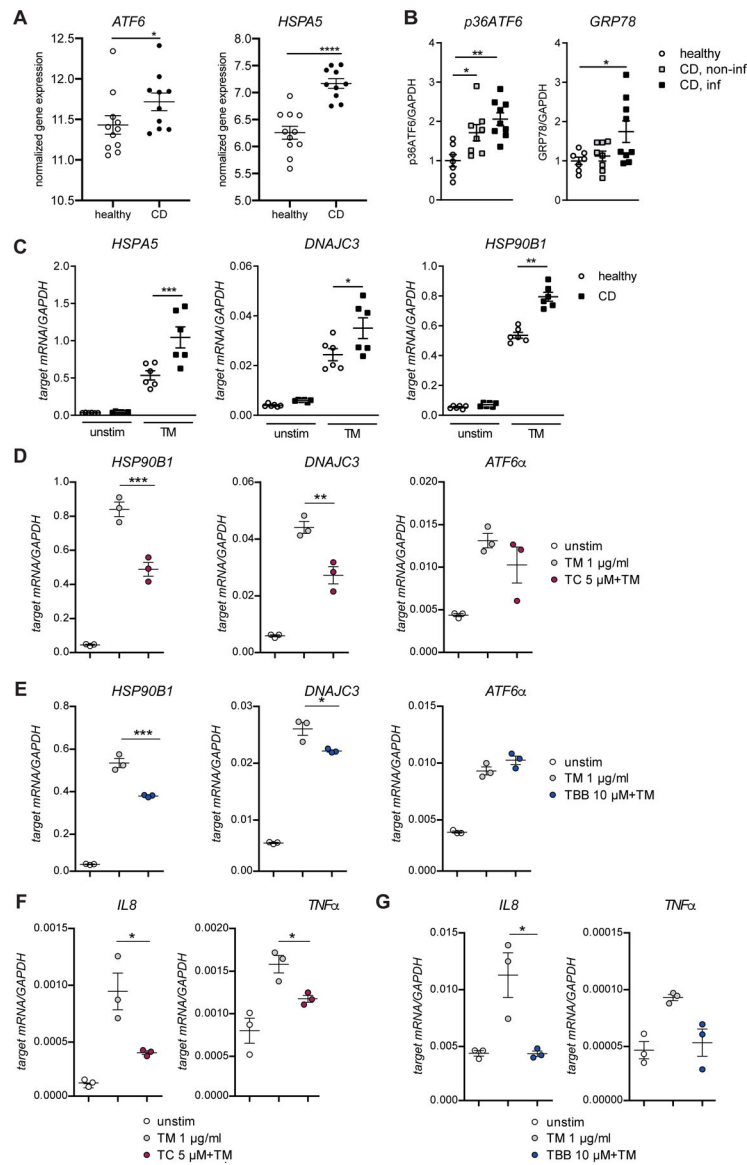 A
ATF6
*
normalized gene expression
12.5
12.0
11.5
11.0
10.5
healthy
CD
HSPA5
****
normalized gene expression
8.0
7.5
7.0
6.5
6.0
5.5
5.0
healthy
CD
B
p36ATF6
**
*
p36ATF6/GAPDH
4
3
2
1
0
GRP78
*
GRP78/GAPDH
4
3
2
1
0
healthy
CD, non-inf
CD, inf
C
HSPA5
***
target mRNA/GAPDH
2.0
1.5
1.0
0.5
0.0
unstim
TM
DNAJC3
*
target mRNA/GAPDH
0.06
0.04
0.02
0.00
unstim
TM
HSP90B1
**
target mRNA/GAPDH
1.0
0.8
0.6
0.4
0.2
0.0
unstim
TM
healthy
CD
D
HSP90B1
***
target mRNA/GAPDH
1.0
0.8
0.6
0.4
0.2
0.0
DNAJC3
**
target mRNA/GAPDH
0.06
0.04
0.02
0.00
ATF6α
target mRNA/GAPDH
0.020
0.015
0.010
0.005
0.000
unstim
TM 1 µg/ml
TC 5 µM+TM
E
HSP90B1
***
target mRNA/GAPDH
0.8
0.6
0.4
0.2
0.0
DNAJC3
*
target mRNA/GAPDH
0.03
0.02
0.01
0.00
ATF6α
target mRNA/GAPDH
0.015
0.010
0.005
0.000
unstim
TM 1 µg/ml
TBB 10 µM+TM
F
IL8
*
target mRNA/GAPDH
0.0015
0.0010
0.0005
0.0000
TNFα
*
target mRNA/GAPDH
0.0020
0.0015
0.0010
0.0005
0.0000
unstim
TM 1 µg/ml
TC 5 µM+TM
G
IL8
*
target mRNA/GAPDH
0.015
0.010
0.005
0.000
TNFα
target mRNA/GAPDH
0.00015
0.00010
0.00005
0.00000
unstim
TM 1 µg/ml
TBB 10 µM+TM